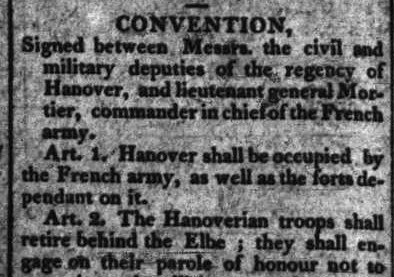 CONVENTION,
Signed between Messrs. the civil and
military deputies of the regency of
Hanover, and lieutenant general Mor-
tier, commander in chief of the French
army.
Art. 1. Hanover shall be occupied by
the French army, as well as the forts de-
pendant on it.
Art. 2. The Hanoverian troops shall
retire behind the Elbe ; they shall en-
gage on their parole of honour not to